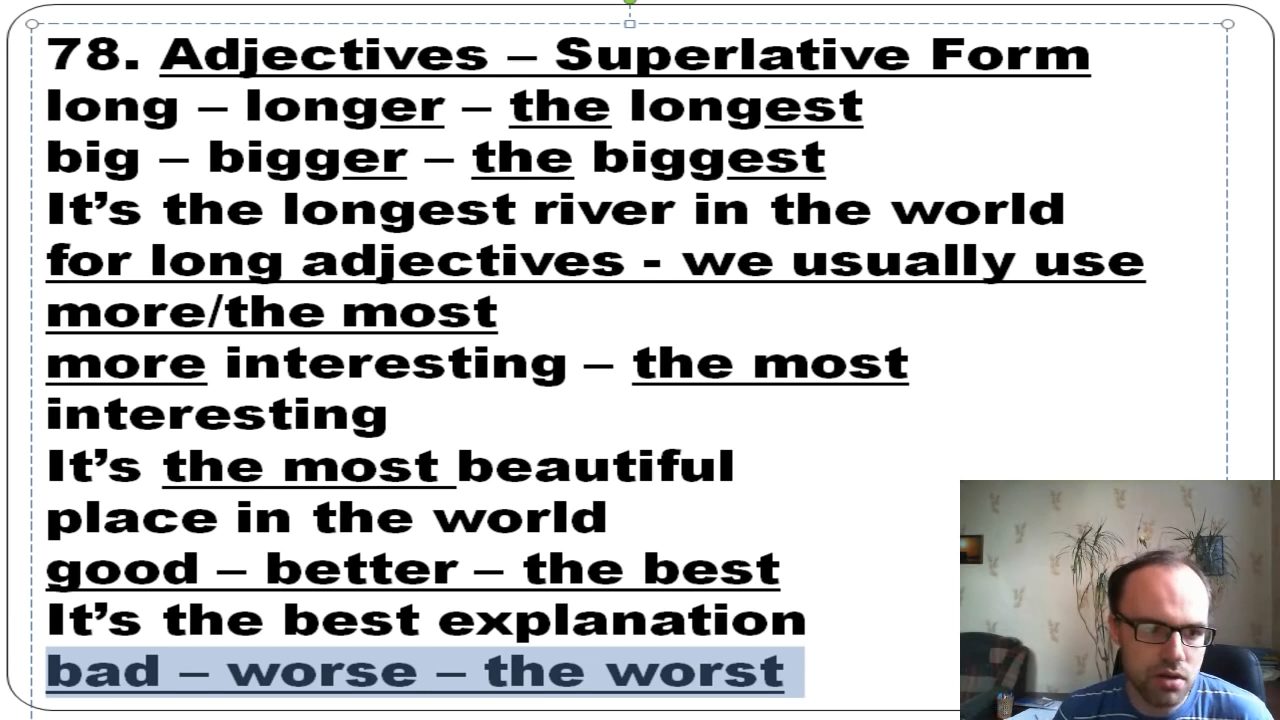 78. Adjectives – Superlative Form
long – longer – the longest
big – bigger – the biggest
It’s the longest river in the world
for long adjectives - we usually use
more/the most
more interesting – the most
interesting
It’s the most beautiful
place in the world
good – better – the best
It’s the best explanation
bad – worse – the worst